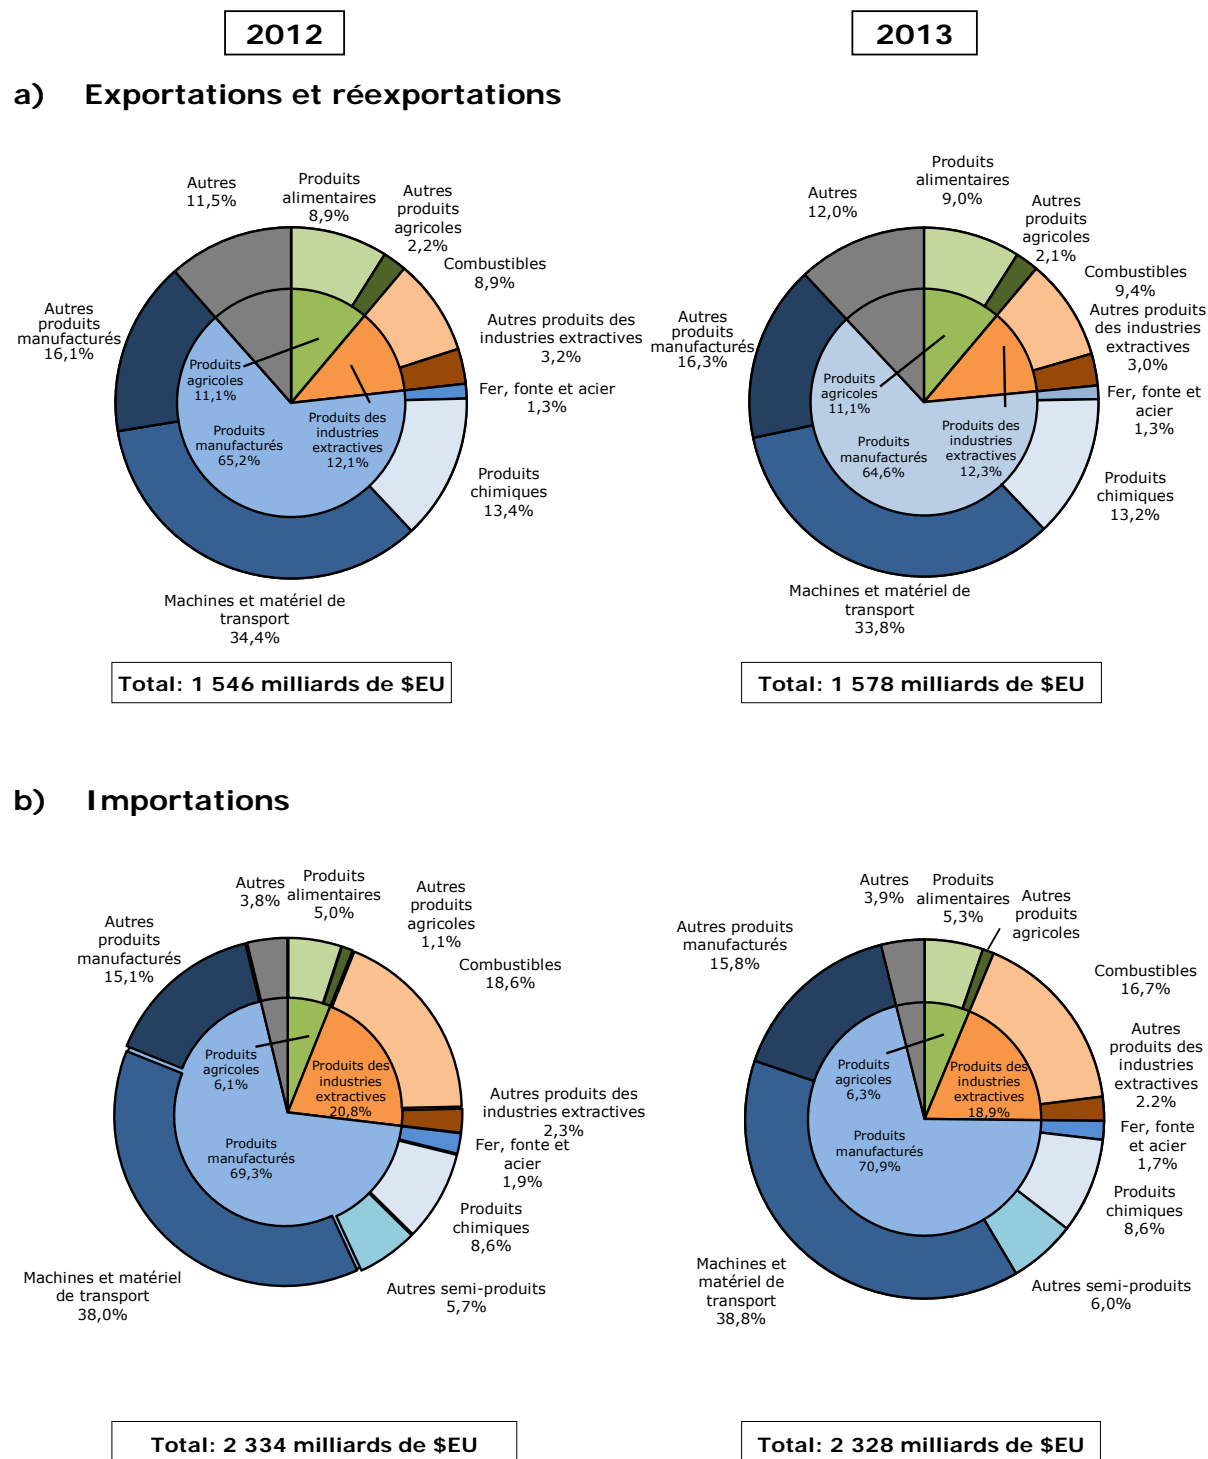 2012
2013
a) Exportations et réexportations
Autres
11,5%
Produits
alimentaires
8,9%
Autres
produits
agricoles
2,2%
Combustibles
8,9%
Autres produits des
industries extractives
3,2%
Fer, fonte et acier
1,3%
Produits
chimiques
13,4%
Machines et matériel de
transport
34,4%
Autres
produits
manufacturés
16,1%
Produits
agricoles
11,1%
Produits
manufacturés
65,2%
Produits des
industries
extractives
12,1%
Total: 1 546 milliards de $EU
Autres
12,0%
Produits
alimentaires
9,0%
Autres
produits
agricoles
2,1%
Combustibles
9,4%
Autres produits
des industries
extractives
3,0%
Fer, fonte et
acier
1,3%
Produits
chimiques
13,2%
Machines et matériel de
transport
33,8%
Autres
produits
manufacturés
16,3%
Produits
agricoles
11,1%
Produits
manufacturés
64,6%
Produits des
industries
extractives
12,3%
Total: 1 578 milliards de $EU
b) Importations
Autres
3,8%
Produits
alimentaires
5,0%
Autres
produits
agricoles
1,1%
Combustibles
18,6%
Autres produits des
industries extractives
2,3%
Fer, fonte et
acier
1,9%
Produits
chimiques
8,6%
Autres semi-produits
5,7%
Machines et matériel
de transport
38,0%
Autres
produits
manufacturés
15,1%
Produits
agricoles
6,1%
Produits des
industries
extractives
20,8%
Produits
manufacturés
69,3%
Total: 2 334 milliards de $EU
Autres
3,9%
Produits
alimentaires
5,3%
Autres
produits
agricoles
Combustibles
16,7%
Autres
produits des
industries
extractives
2.2%
Fer, fonte
et acier
1,7%
Produits
chimiques
8,6%
Autres semi-produits
6,0%
Machines et
matériel de
transport
38,8%
Autres produits
manufacturés
15,8%
Produits
agricoles
6,3%
Produits des
industries
extractives
18,9%
Produits
manufacturés
70,9%
Total: 2 328 milliards de $EU